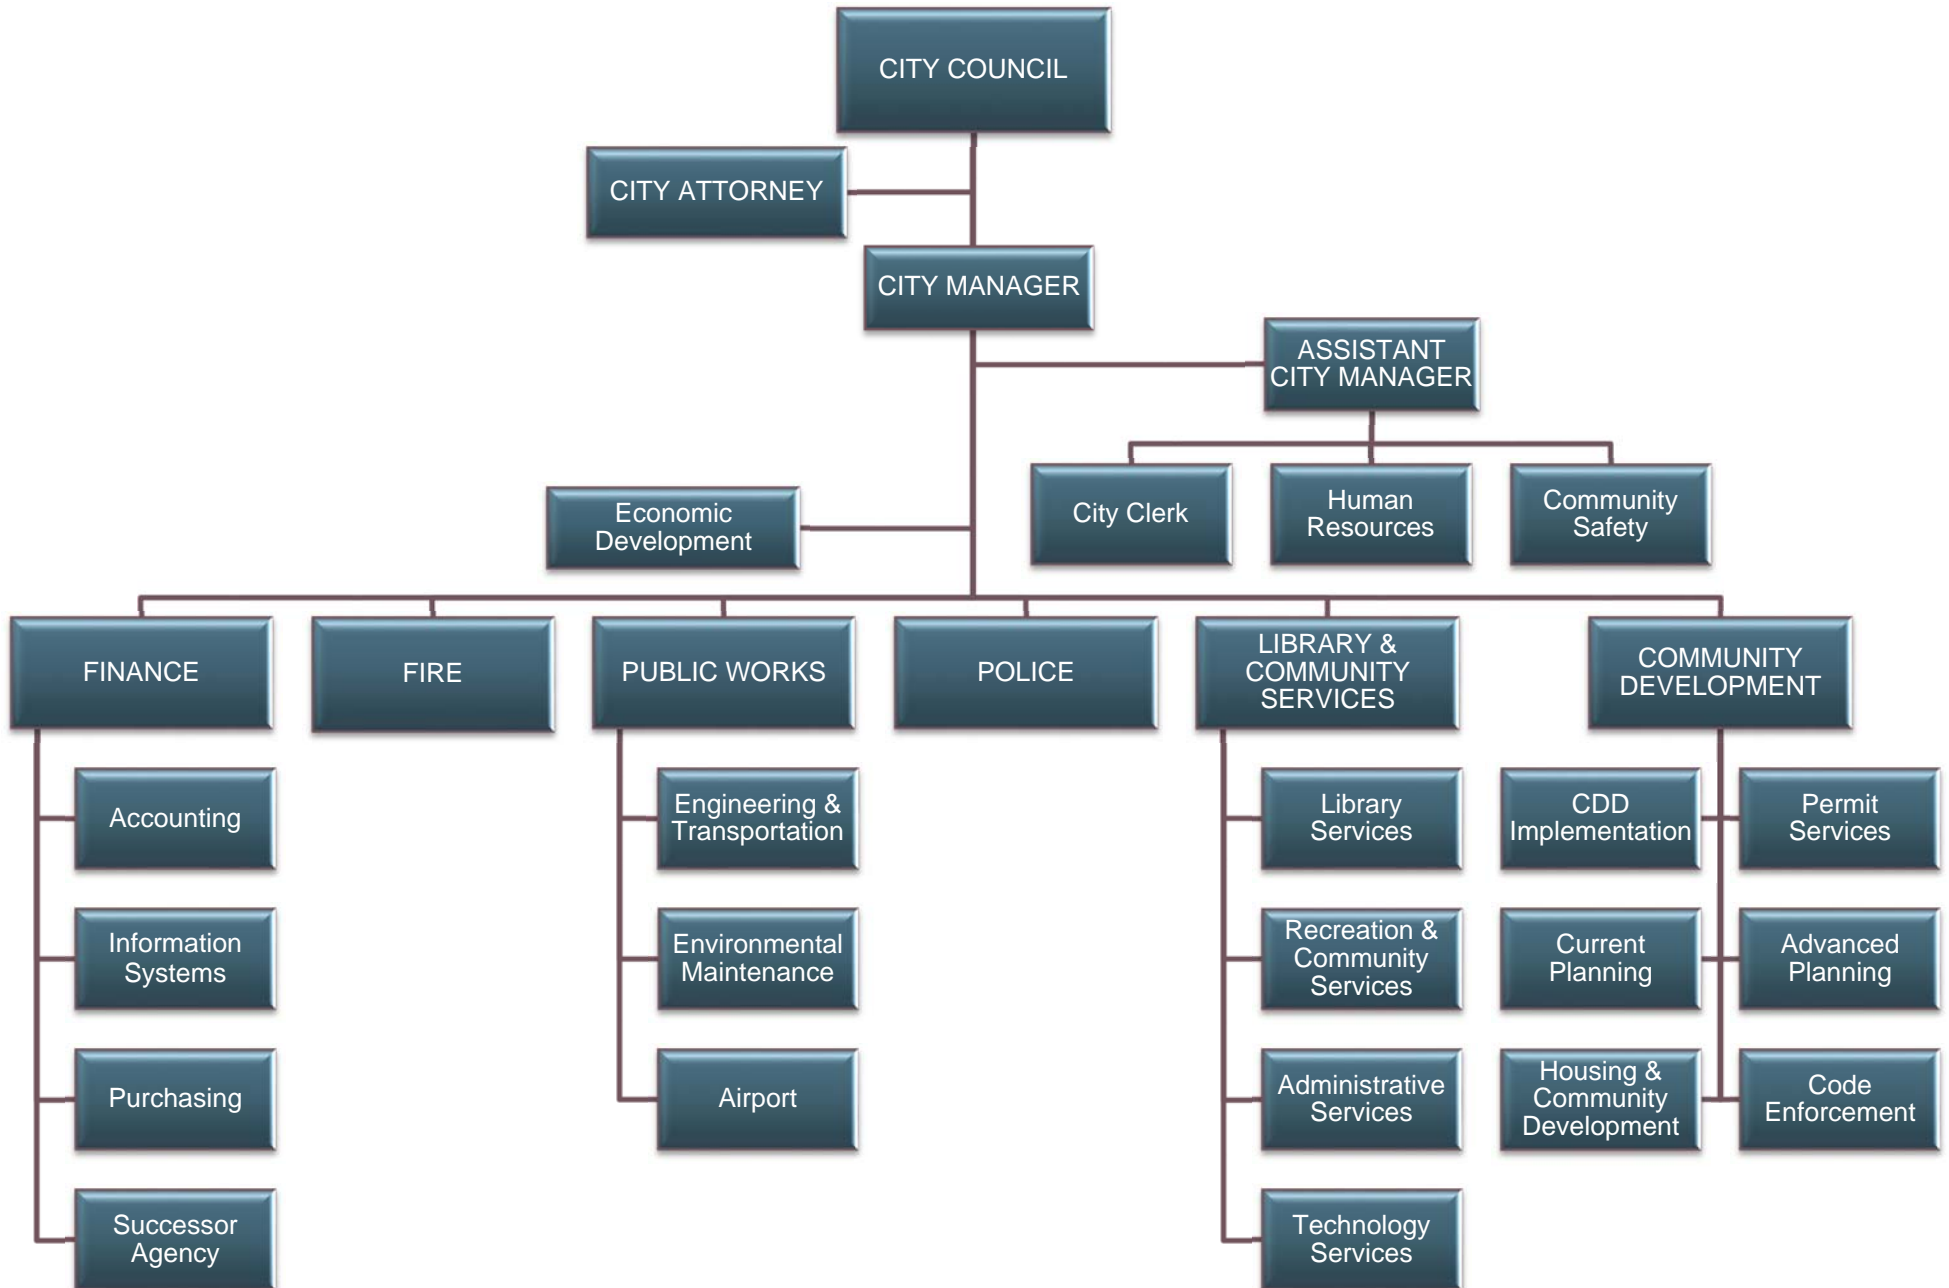 CITY COUNCIL
CITY ATTORNEY
CITY MANAGER
ASSISTANT
CITY MANAGER
City Clerk
Human
Resources
Community
Safety
Economic
Development
FINANCE
FIRE
PUBLIC WORKS
POLICE
LIBRARY &
COMMUNITY
SERVICES
COMMUNITY
DEVELOPMENT
Accounting
Information
Systems
Purchasing
Successor
Agency
Engineering &
Transportation
Environmental
Maintenance
Airport
Library
Services
Recreation &
Community
Services
Administrative
Services
Technology
Services
CDD
Implementation
Permit
Services
Current
Planning
Advanced
Planning
Housing &
Community
Development
Code
Enforcement